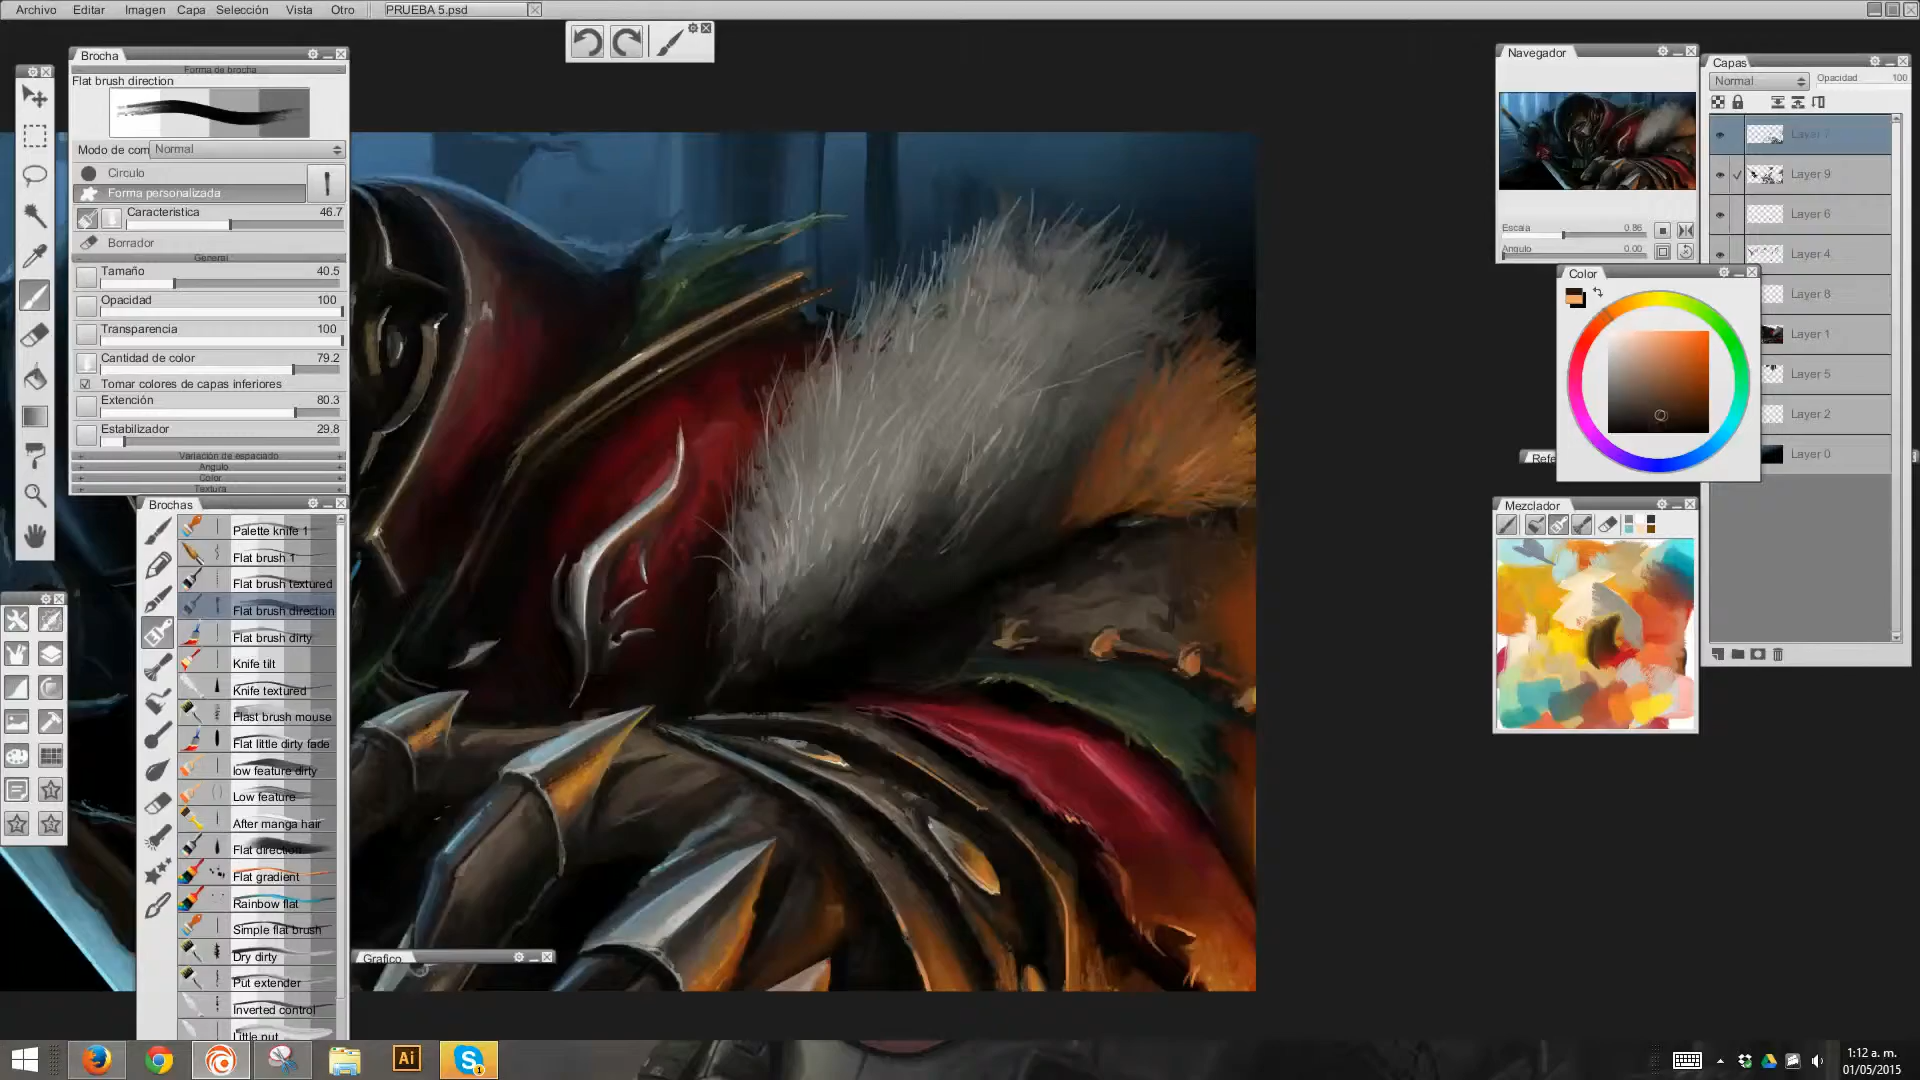 Archivo Editar Imagen Capa Selección Vista Otro PRUEBA 5.psd
Brocha
Forma de brocha
Flat brush direction
Modo de com Normal
Circulo
Forma personalizada
Caracteristica 46.7
Borrador
General
Tamaño 40.5
Opacidad 100
Transparencia 100
Cantidad de color 79.2
Tomar colores de capas inferiores
Extención 80.3
Estabilizador 29.8
Variación de espaciado
Angulo
Color
Textura
Brochas
Palette knife 1
Flat brush 1
Flat brush textured
Flat brush direction
Flat brush dirty
Knife tilt
Knife textured
Flast brush mouse
Flat little dirty fade
low feature dirty
Low feature
After manga hair
Flat direction
Flat gradient
Rainbow flat
Simple flat brush
Dry dirty
Put extender
Inverted control
Little put
Grafico
Navegador
Escala 0.86
Angulo 0.00
Color
Refe
Mezclador
Capas
Normal Opacidad 100
Layer 7
Layer 9
Layer 6
Layer 4
Layer 8
Layer 1
Layer 5
Layer 2
Layer 0
Ai
1:12 a. m.
01/05/2015